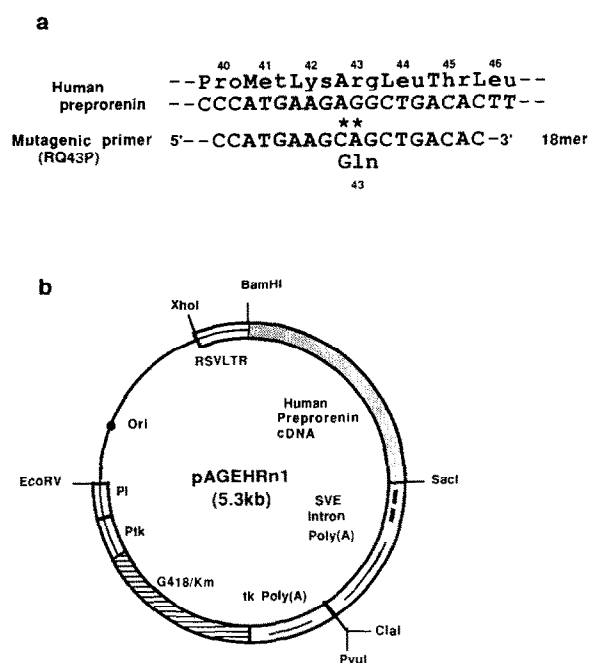 a
40 41 42 43 44 45 46
Human --ProMetLysArgLeuThrLeu--
preprorenin --CCCATGAAGAGGCTGACACTT--
**
Mutagenic primer 5'--CCATGAAGCAGCTGACAC-3' 18mer
(RQ43P) Gln
43
b
BamHI
XhoI
RSVLTR
Human
Preprorenin
cDNA
Ori
EcoRV
pAGEHRn1
(5.3kb)
SacI
PI
SVE
Intron
Poly(A)
Ptk
G418/Km
tk Poly(A)
ClaI
PvuI